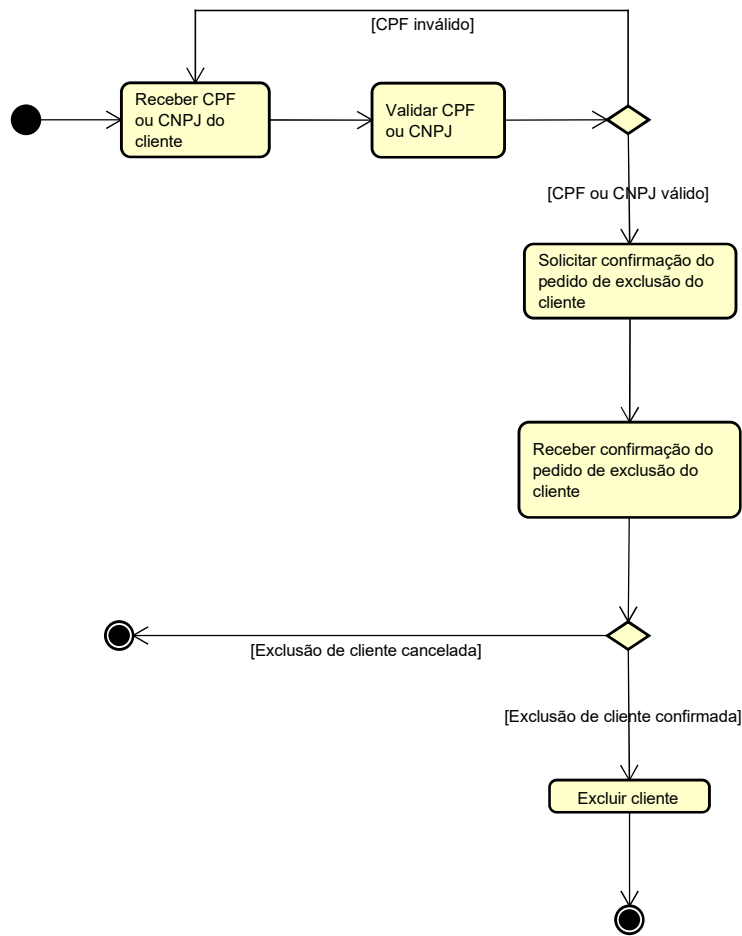 [CPF inválido]
Receber CPF
ou CNPJ do
cliente
Validar CPF
ou CNPJ
[CPF ou CNPJ válido]
Solicitar confirmação do
pedido de exclusão do
cliente
Receber confirmação do
pedido de exclusão do
cliente
[Exclusão de cliente cancelada]
[Exclusão de cliente confirmada]
Excluir cliente